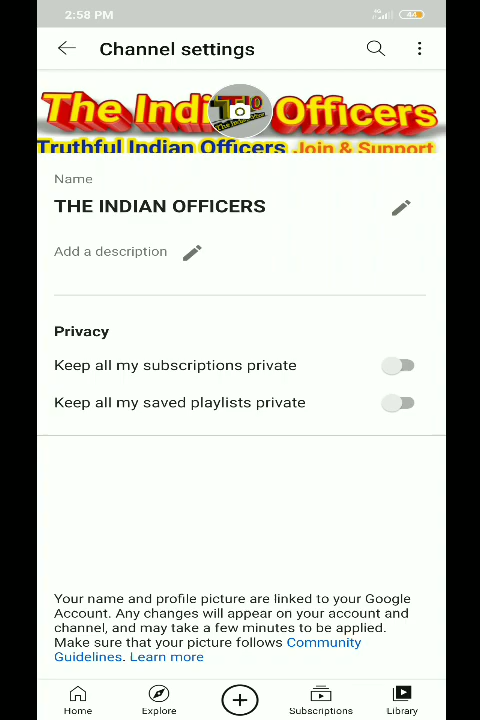 2:58 PM
4G
44
Channel settings
The Indi Officers
Truthful Indian Officers Join & Support
Name
THE INDIAN OFFICERS
Add a description
Privacy
Keep all my subscriptions private
Keep all my saved playlists private
Your name and profile picture are linked to your Google
Account. Any changes will appear on your account and
channel, and may take a few minutes to be applied.
Make sure that your picture follows Community
Guidelines. Learn more
Home
Explore
Subscriptions
Library